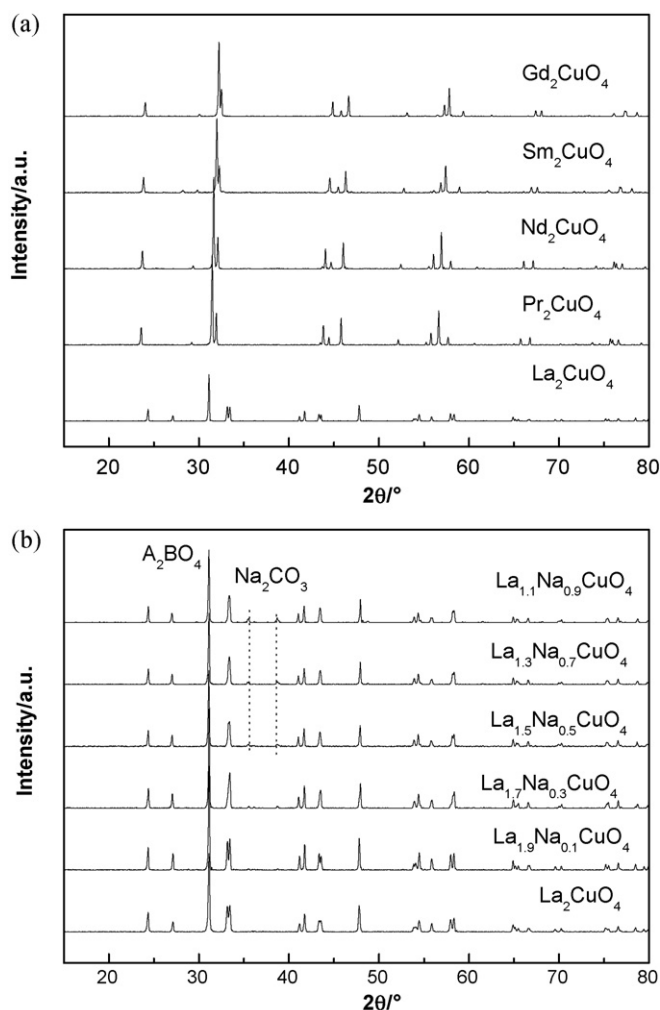 (a)
Gd₂CuO₄
Sm₂CuO₄
Nd₂CuO₄
Pr₂CuO₄
La₂CuO₄
Intensity/a.u.
20 30 40 50 60 70 80
2θ/°
(b)
A₂BO₄
Na₂CO₃
La₁.₁Na₀.₉CuO₄
La₁.₃Na₀.₇CuO₄
La₁.₅Na₀.₅CuO₄
La₁.₇Na₀.₃CuO₄
La₁.₉Na₀.₁CuO₄
La₂CuO₄
Intensity/a.u.
20 30 40 50 60 70 80
2θ/°